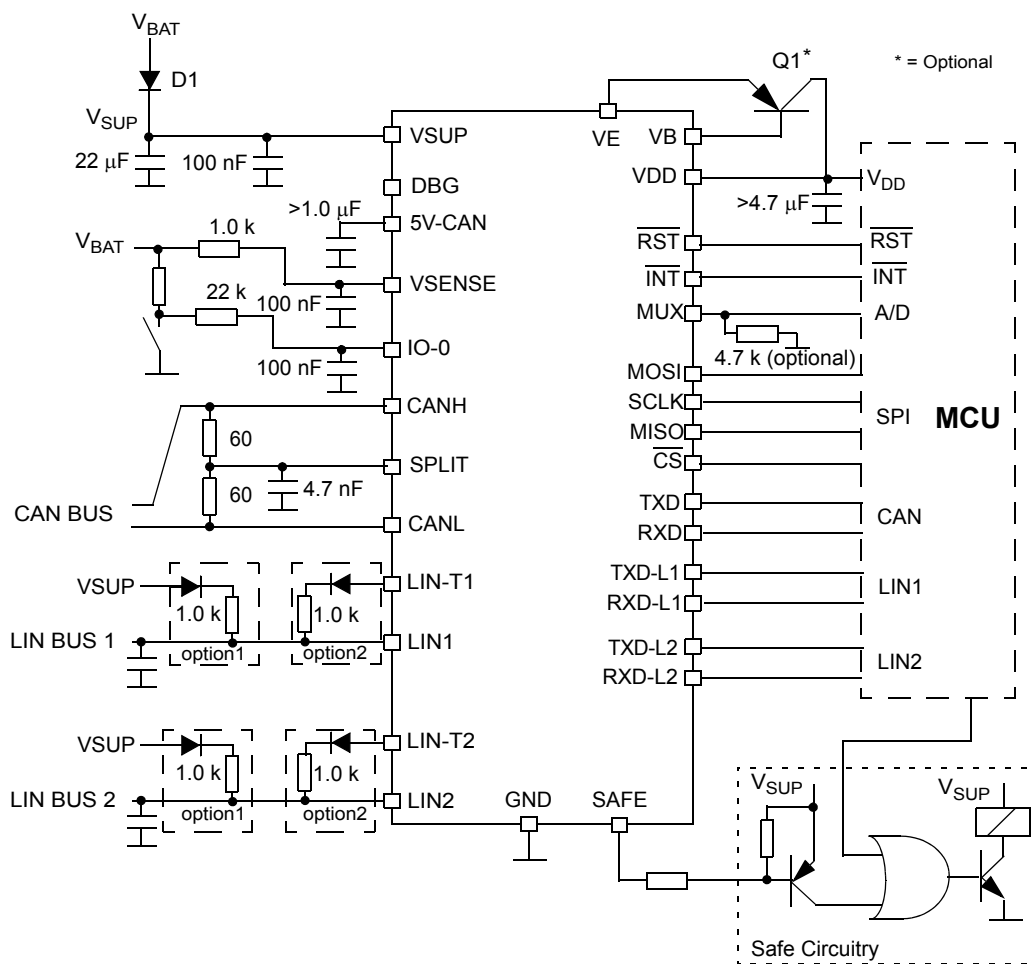 V_BAT
D1
V_SUP
22 μF
100 nF
VSUP
DBG
>1.0 μF
5V-CAN
V_BAT
1.0 k
VSENSE
22 k
100 nF
IO-0
100 nF
CANH
60
SPLIT
60
4.7 nF
CAN BUS
CANL
VSUP
1.0 k
option1
1.0 k
option2
LIN-T1
LIN BUS 1
LIN1
VSUP
1.0 k
option1
1.0 k
option2
LIN-T2
LIN BUS 2
LIN2
GND
SAFE
Q1*
* = Optional
VE
VB
VDD
V_DD
>4.7 μF
R̅S̅T̅
R̅S̅T̅
I̅N̅T̅
I̅N̅T̅
MUX
A/D
4.7 k (optional)
MOSI
SCLK
MISO
C̅S̅
SPI
MCU
TXD
RXD
CAN
TXD-L1
RXD-L1
LIN1
TXD-L2
RXD-L2
LIN2
V_SUP
V_SUP
Safe Circuitry